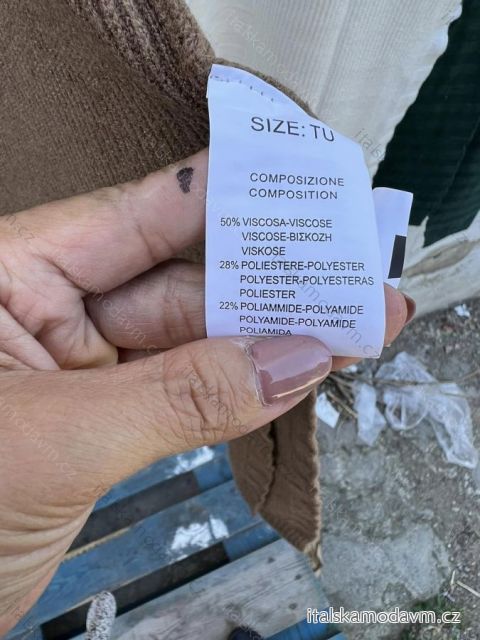 SIZE: TU
COMPOSIZIONE
COMPOSITION
50% VISCOSA-VISCOSE
VISCOSE-ΒΙΣΚΟΖΗ
VISKOSE
28% POLIESTERE-POLYESTER
POLYESTER-POLYESTERAS
POLIESTER
22% POLIAMMIDE-POLYAMIDE
POLYAMIDE-POLYAMIDE
POLIAMIDA
italskamodavm.cz